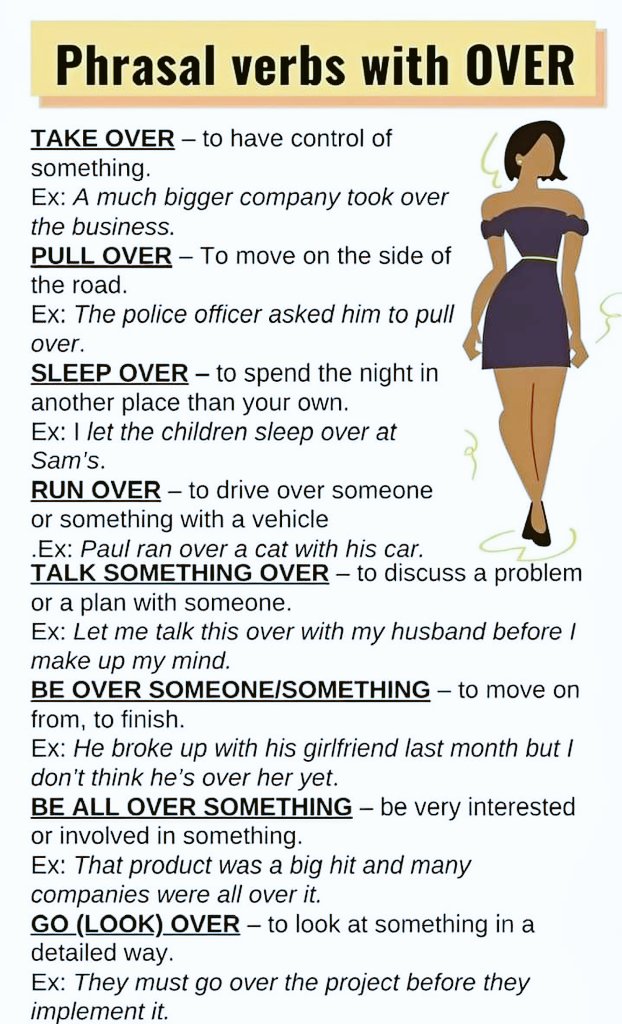 Phrasal verbs with OVER
TAKE OVER – to have control of
something.
Ex: A much bigger company took over
the business.
PULL OVER – To move on the side of
the road.
Ex: The police officer asked him to pull
over.
SLEEP OVER – to spend the night in
another place than your own.
Ex: I let the children sleep over at
Sam's.
RUN OVER – to drive over someone
or something with a vehicle
.Ex: Paul ran over a cat with his car.
TALK SOMETHING OVER – to discuss a problem
or a plan with someone.
Ex: Let me talk this over with my husband before I
make up my mind.
BE OVER SOMEONE/SOMETHING – to move on
from, to finish.
Ex: He broke up with his girlfriend last month but I
don't think he's over her yet.
BE ALL OVER SOMETHING – be very interested
or involved in something.
Ex: That product was a big hit and many
companies were all over it.
GO (LOOK) OVER – to look at something in a
detailed way.
Ex: They must go over the project before they
implement it.